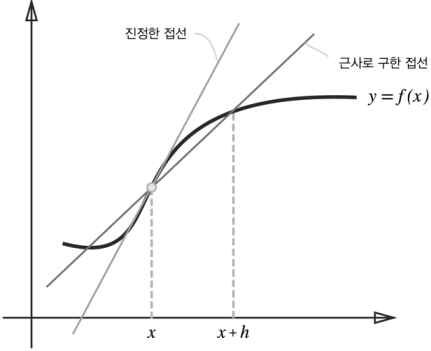 진정한 접선
근사로 구한 접선
y = f(x)
x
x + h